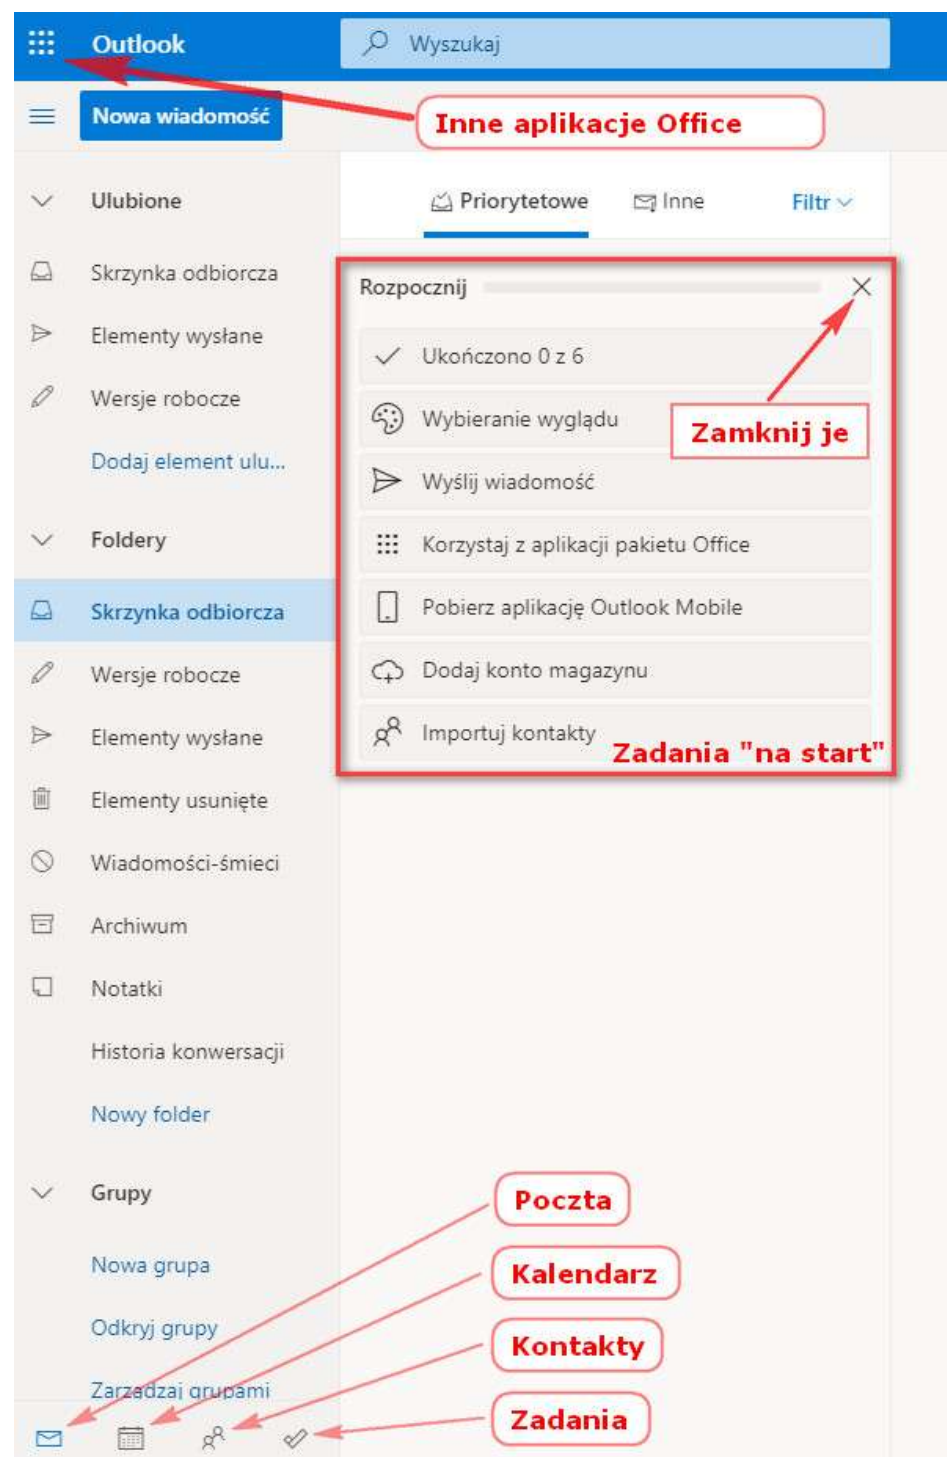 Outlook
Wyszukaj
Nowa wiadomość
Inne aplikacje Office
Ulubione
Priorytetowe
Inne
Filtr
Skrzynka odbiorcza
Elementy wysłane
Wersje robocze
Dodaj element ulu...
Rozpocznij
Ukończono 0 z 6
Wybieranie wyglądu
Zamknij je
Wyślij wiadomość
Korzystaj z aplikacji pakietu Office
Pobierz aplikację Outlook Mobile
Dodaj konto magazynu
Importuj kontakty
Zadania "na start"
Foldery
Skrzynka odbiorcza
Wersje robocze
Elementy wysłane
Elementy usunięte
Wiadomości-śmieci
Archiwum
Notatki
Historia konwersacji
Nowy folder
Grupy
Nowa grupa
Odkryj grupy
Zarządzaj grupami
Poczta
Kalendarz
Kontakty
Zadania